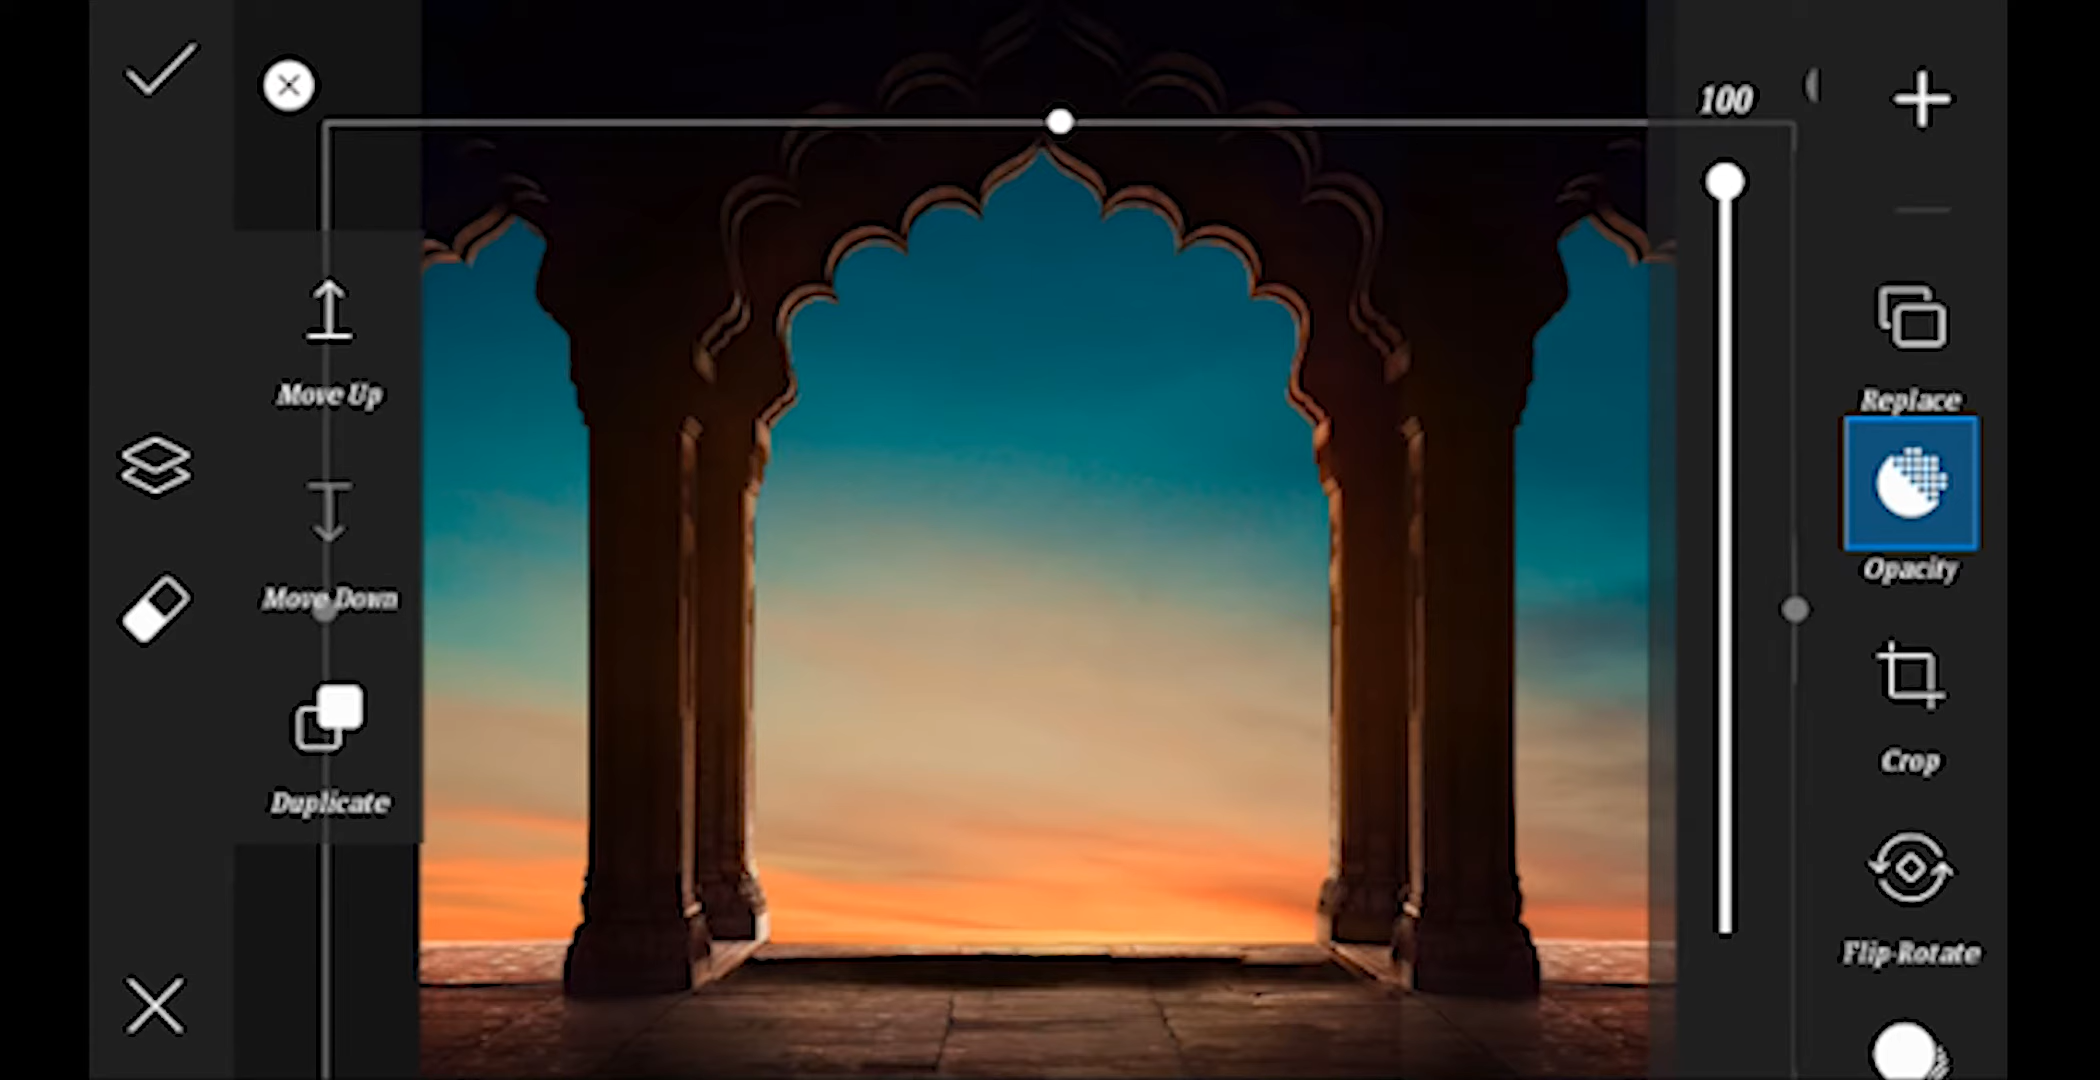 100
Move Up
Replace
Opacity
Move Down
Crop
Duplicate
Flip-Rotate